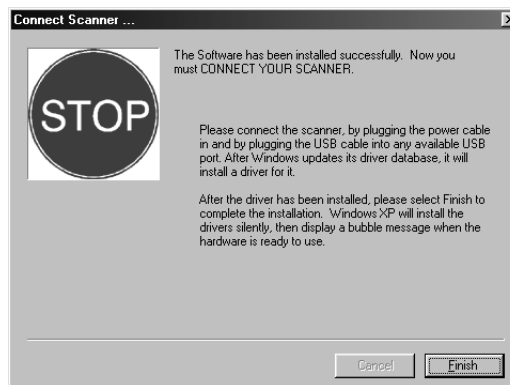 Connect Scanner ...
STOP
The Software has been installed successfully. Now you
must CONNECT YOUR SCANNER.
Please connect the scanner, by plugging the power cable
in and by plugging the USB cable into any available USB
port. After Windows updates its driver database, it will
install a driver for it.
After the driver has been installed, please select Finish to
complete the installation. Windows XP will install the
drivers silently, then display a bubble message when the
hardware is ready to use.
Cancel
Finish